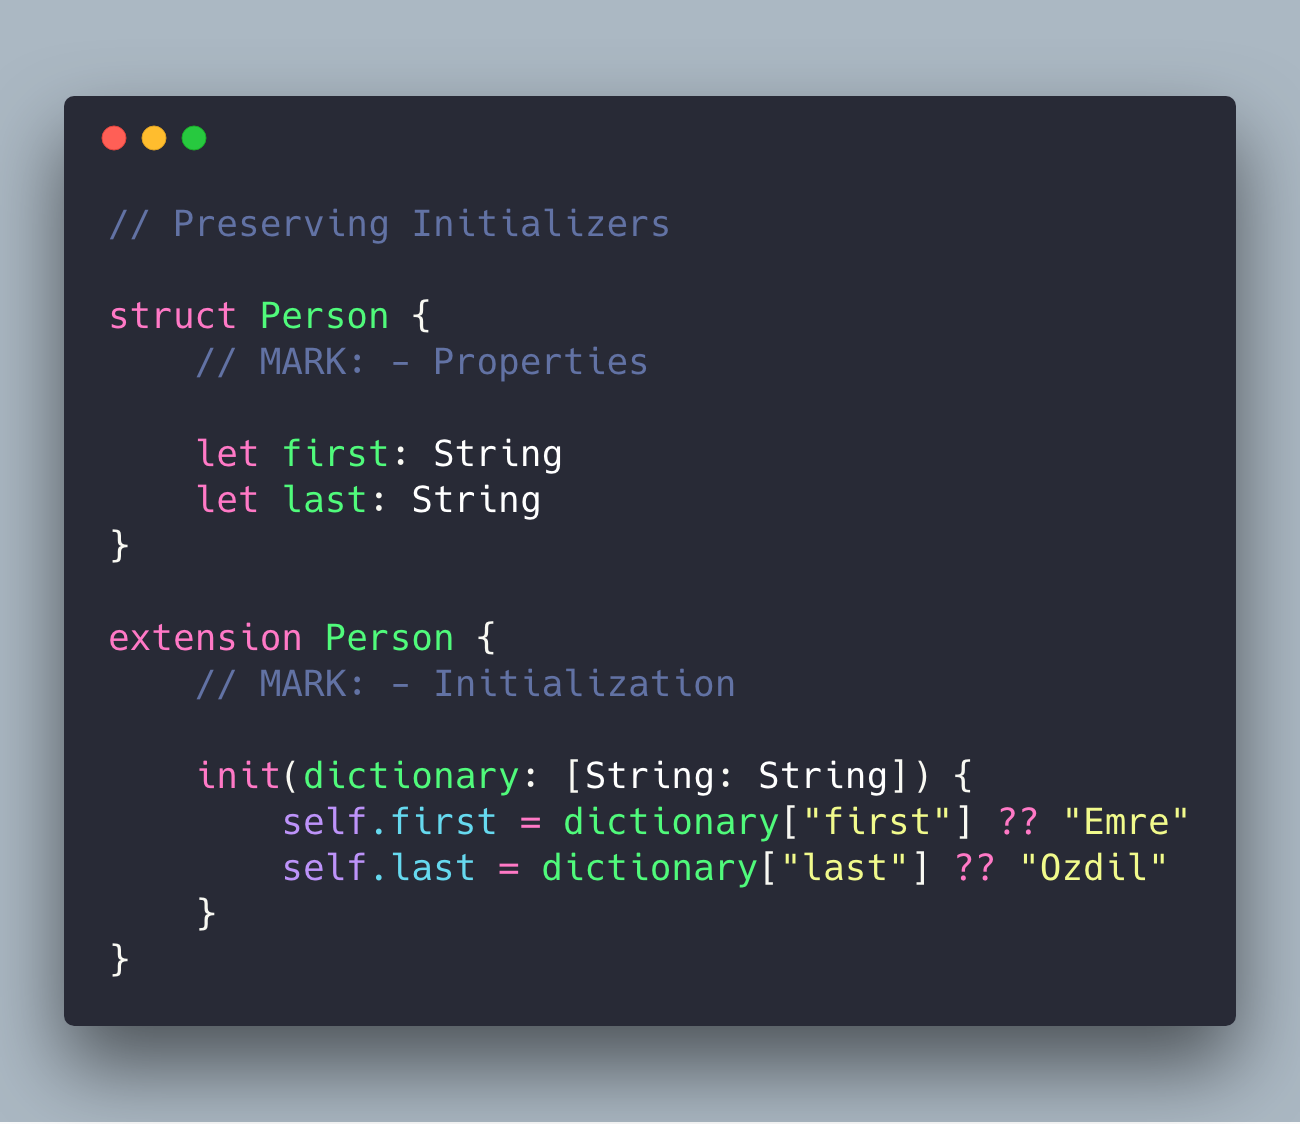 // Preserving Initializers
struct Person {
    // MARK: - Properties
    let first: String
    let last: String
}
extension Person {
    // MARK: - Initialization
    init(dictionary: [String: String]) {
        self.first = dictionary["first"] ?? "Emre"
        self.last = dictionary["last"] ?? "Ozdil"
    }
}